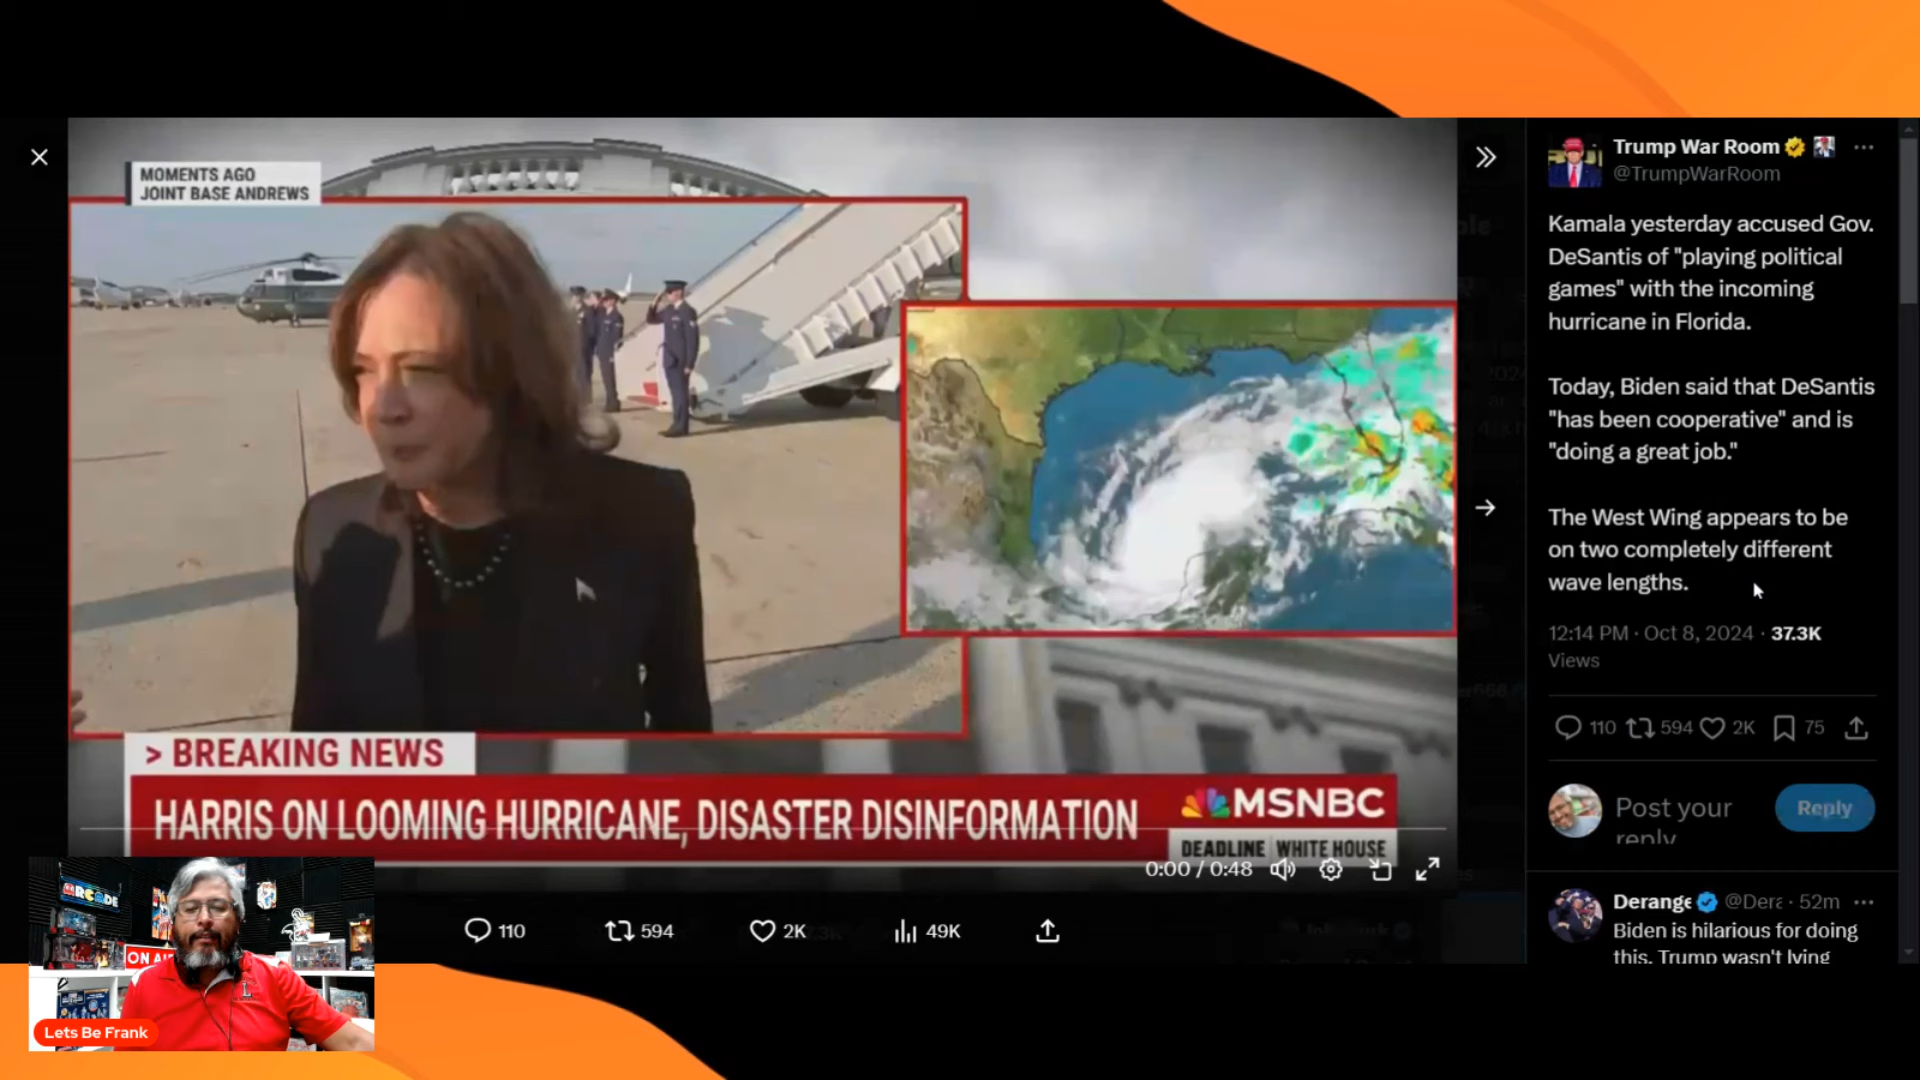 MOMENTS AGO
JOINT BASE ANDREWS
> BREAKING NEWS
HARRIS ON LOOMING HURRICANE, DISASTER DISINFORMATION
MSNBC
DEADLINE WHITE HOUSE
0:00 / 0:48
110 594 2K 49K
ARCADE
ON AI
Lets Be Frank
Trump War Room
@TrumpWarRoom
Kamala yesterday accused Gov.
DeSantis of "playing political
games" with the incoming
hurricane in Florida.
Today, Biden said that DeSantis
"has been cooperative" and is
"doing a great job."
The West Wing appears to be
on two completely different
wave lengths.
12:14 PM · Oct 8, 2024 · 37.3K
Views
110 594 2K 75
Post your
reply
Reply
Derange @Dera · 52m
Biden is hilarious for doing
this. Trump wasn't lying